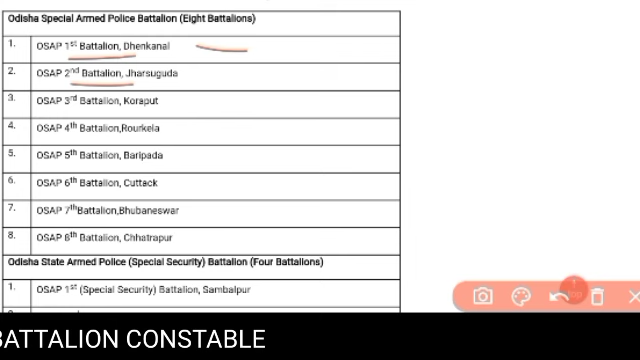 Odisha Special Armed Police Battalion (Eight Battalions)
1. OSAP 1st Battalion, Dhenkanal
2. OSAP 2nd Battalion, Jharsuguda
3. OSAP 3rd Battalion, Koraput
4. OSAP 4th Battalion,Rourkela
5. OSAP 5th Battalion, Baripada
6. OSAP 6th Battalion, Cuttack
7. OSAP 7thBattalion,Bhubaneswar
8. OSAP 8th Battalion, Chhatrapur
Odisha State Armed Police (Special Security) Battalion (Four Battalions)
1. OSAP 1st (Special Security) Battalion, Sambalpur
BATTALION CONSTABLE